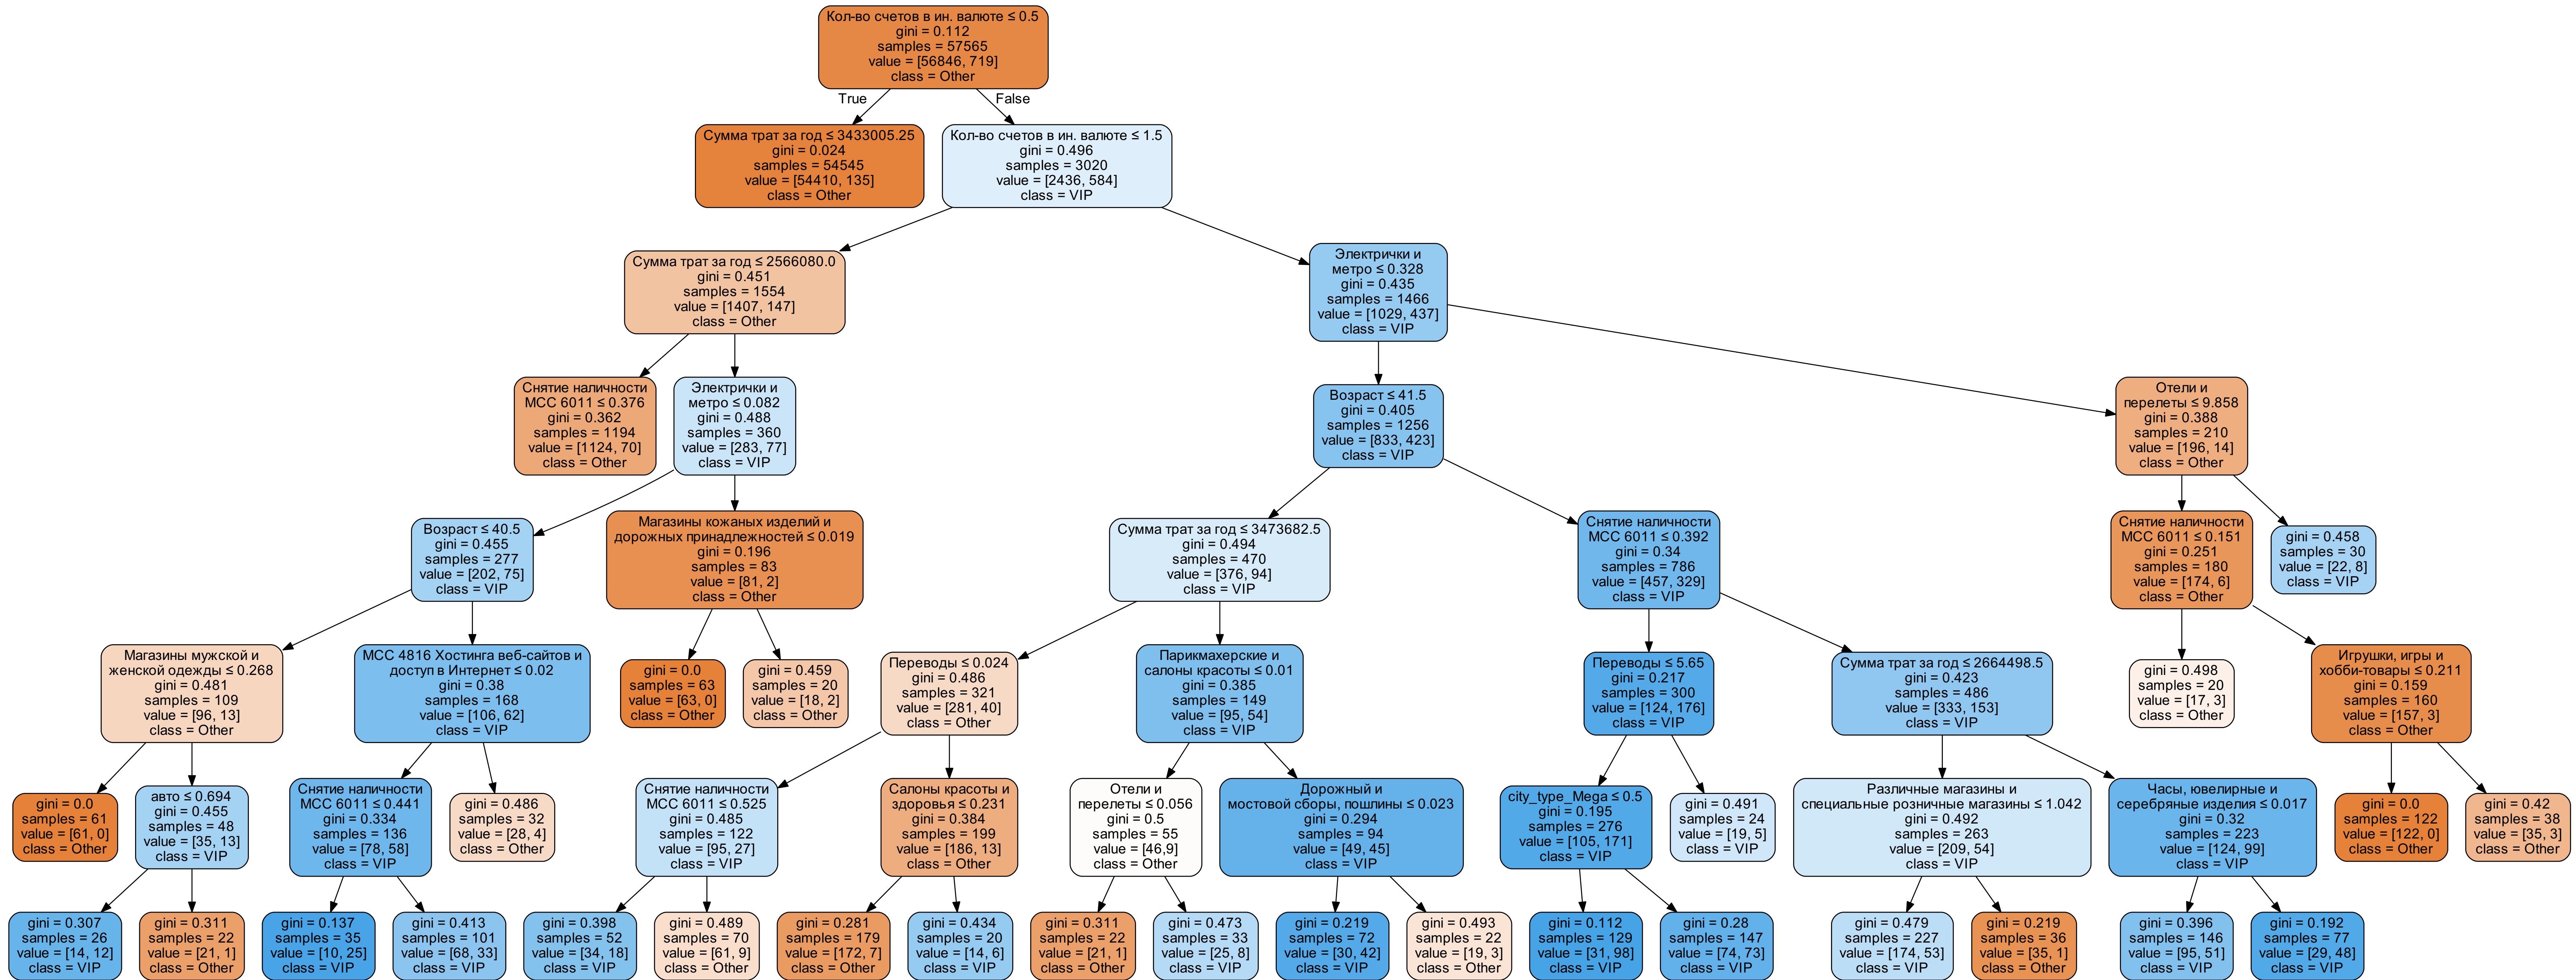 Кол-во счетов в ин. валюте ≤ 0.5
gini = 0.112
samples = 57565
value = [56846, 719]
class = Other
True
False
Сумма трат за год ≤ 3433005.25
gini = 0.024
samples = 54545
value = [54410, 135]
class = Other
Кол-во счетов в ин. валюте ≤ 1.5
gini = 0.496
samples = 3020
value = [2436, 584]
class = VIP
Сумма трат за год ≤ 2566080.0
gini = 0.451
samples = 1554
value = [1407, 147]
class = Other
Электрички и
метро ≤ 0.328
gini = 0.435
samples = 1466
value = [1029, 437]
class = VIP
Снятие наличности
МСС 6011 ≤ 0.376
gini = 0.362
samples = 1194
value = [1124, 70]
class = Other
Электрички и
метро ≤ 0.082
gini = 0.488
samples = 360
value = [283, 77]
class = VIP
Возраст ≤ 41.5
gini = 0.405
samples = 1256
value = [833, 423]
class = VIP
Отели и
перелеты ≤ 9.858
gini = 0.388
samples = 210
value = [196, 14]
class = Other
Возраст ≤ 40.5
gini = 0.455
samples = 277
value = [202, 75]
class = VIP
Магазины кожаных изделий и
дорожных принадлежностей ≤ 0.019
gini = 0.196
samples = 83
value = [81, 2]
class = Other
Сумма трат за год ≤ 3473682.5
gini = 0.494
samples = 470
value = [376, 94]
class = VIP
Снятие наличности
МСС 6011 ≤ 0.392
gini = 0.34
samples = 786
value = [457, 329]
class = VIP
Снятие наличности
МСС 6011 ≤ 0.151
gini = 0.251
samples = 180
value = [174, 6]
class = Other
gini = 0.458
samples = 30
value = [22, 8]
class = VIP
Магазины мужской и
женской одежды ≤ 0.268
gini = 0.481
samples = 109
value = [96, 13]
class = Other
МСС 4816 Хостинга веб-сайтов и
доступ в Интернет ≤ 0.02
gini = 0.38
samples = 168
value = [106, 62]
class = VIP
gini = 0.0
samples = 63
value = [63, 0]
class = Other
gini = 0.459
samples = 20
value = [18, 2]
class = Other
Переводы ≤ 0.024
gini = 0.486
samples = 321
value = [281, 40]
class = Other
Парикмахерские и
салоны красоты ≤ 0.01
gini = 0.385
samples = 149
value = [95, 54]
class = VIP
Переводы ≤ 5.65
gini = 0.217
samples = 300
value = [124, 176]
class = VIP
Сумма трат за год ≤ 2664498.5
gini = 0.423
samples = 486
value = [333, 153]
class = VIP
gini = 0.498
samples = 20
value = [17, 3]
class = Other
Игрушки, игры и
хобби-товары ≤ 0.211
gini = 0.159
samples = 160
value = [157, 3]
class = Other
gini = 0.0
samples = 61
value = [61, 0]
class = Other
авто ≤ 0.694
gini = 0.455
samples = 48
value = [35, 13]
class = VIP
Снятие наличности
МСС 6011 ≤ 0.441
gini = 0.334
samples = 136
value = [78, 58]
class = VIP
gini = 0.486
samples = 32
value = [28, 4]
class = Other
Снятие наличности
МСС 6011 ≤ 0.525
gini = 0.485
samples = 122
value = [95, 27]
class = VIP
Салоны красоты и
здоровья ≤ 0.231
gini = 0.384
samples = 199
value = [186, 13]
class = Other
Отели и
перелеты ≤ 0.056
gini = 0.5
samples = 55
value = [46,9]
class = Other
Дорожный и
мостовой сборы, пошлины ≤ 0.023
gini = 0.294
samples = 94
value = [49, 45]
class = VIP
city_type_Mega ≤ 0.5
gini = 0.195
samples = 276
value = [105, 171]
class = VIP
gini = 0.491
samples = 24
value = [19, 5]
class = VIP
Различные магазины и
специальные розничные магазины ≤ 1.042
gini = 0.492
samples = 263
value = [209, 54]
class = VIP
Часы, ювелирные и
серебряные изделия ≤ 0.017
gini = 0.32
samples = 223
value = [124, 99]
class = VIP
gini = 0.0
samples = 122
value = [122, 0]
class = Other
gini = 0.42
samples = 38
value = [35, 3]
class = Other
gini = 0.307
samples = 26
value = [14, 12]
class = VIP
gini = 0.311
samples = 22
value = [21, 1]
class = Other
gini = 0.137
samples = 35
value = [10, 25]
class = VIP
gini = 0.413
samples = 101
value = [68, 33]
class = VIP
gini = 0.398
samples = 52
value = [34, 18]
class = VIP
gini = 0.489
samples = 70
value = [61, 9]
class = Other
gini = 0.281
samples = 179
value = [172, 7]
class = Other
gini = 0.434
samples = 20
value = [14, 6]
class = VIP
gini = 0.311
samples = 22
value = [21, 1]
class = Other
gini = 0.473
samples = 33
value = [25, 8]
class = VIP
gini = 0.219
samples = 72
value = [30, 42]
class = VIP
gini = 0.493
samples = 22
value = [19, 3]
class = Other
gini = 0.112
samples = 129
value = [31, 98]
class = VIP
gini = 0.28
samples = 147
value = [74, 73]
class = VIP
gini = 0.479
samples = 227
value = [174, 53]
class = VIP
gini = 0.219
samples = 36
value = [35, 1]
class = Other
gini = 0.396
samples = 146
value = [95, 51]
class = VIP
gini = 0.192
samples = 77
value = [29, 48]
class = VIP